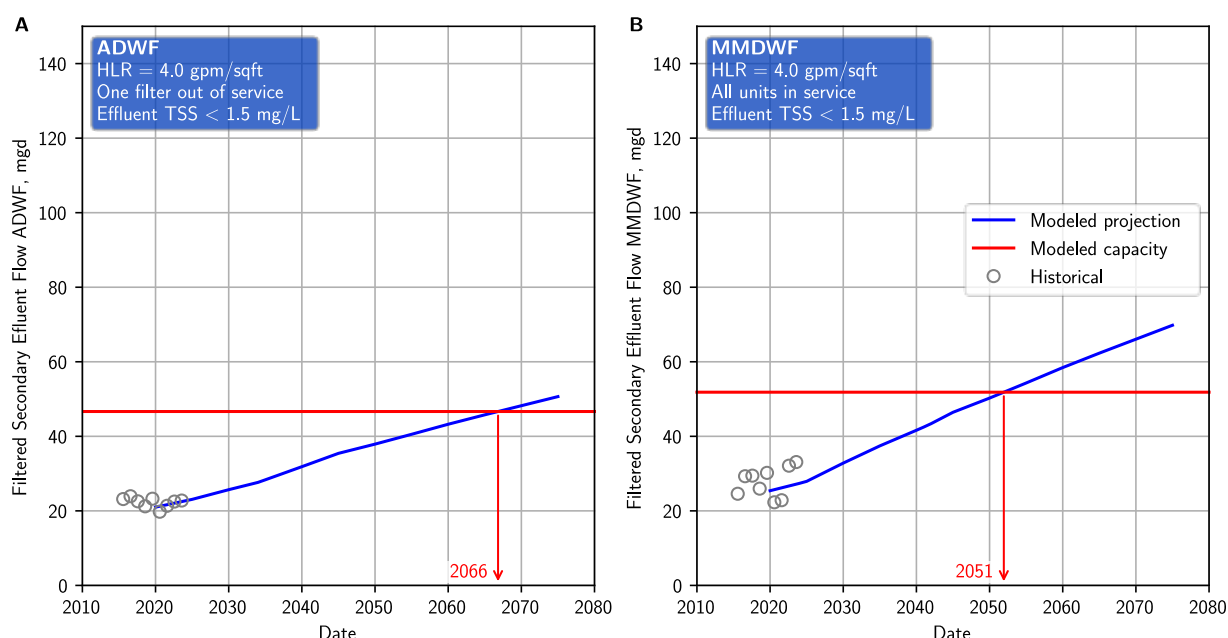 A
ADWF
HLR = 4.0 gpm/sqft
One filter out of service
Effluent TSS < 1.5 mg/L
Filtered Secondary Efluent Flow ADWF, mgd
140
120
100
80
60
40
20
0
2066
2010 2020 2030 2040 2050 2060 2070 2080
Date
B
MMDWF
HLR = 4.0 gpm/sqft
All units in service
Effluent TSS < 1.5 mg/L
Filtered Secondary Effluent Flow MMDWF, mgd
140
120
100
80
60
40
20
0
Modeled projection
Modeled capacity
Historical
2051
2010 2020 2030 2040 2050 2060 2070 2080
Date